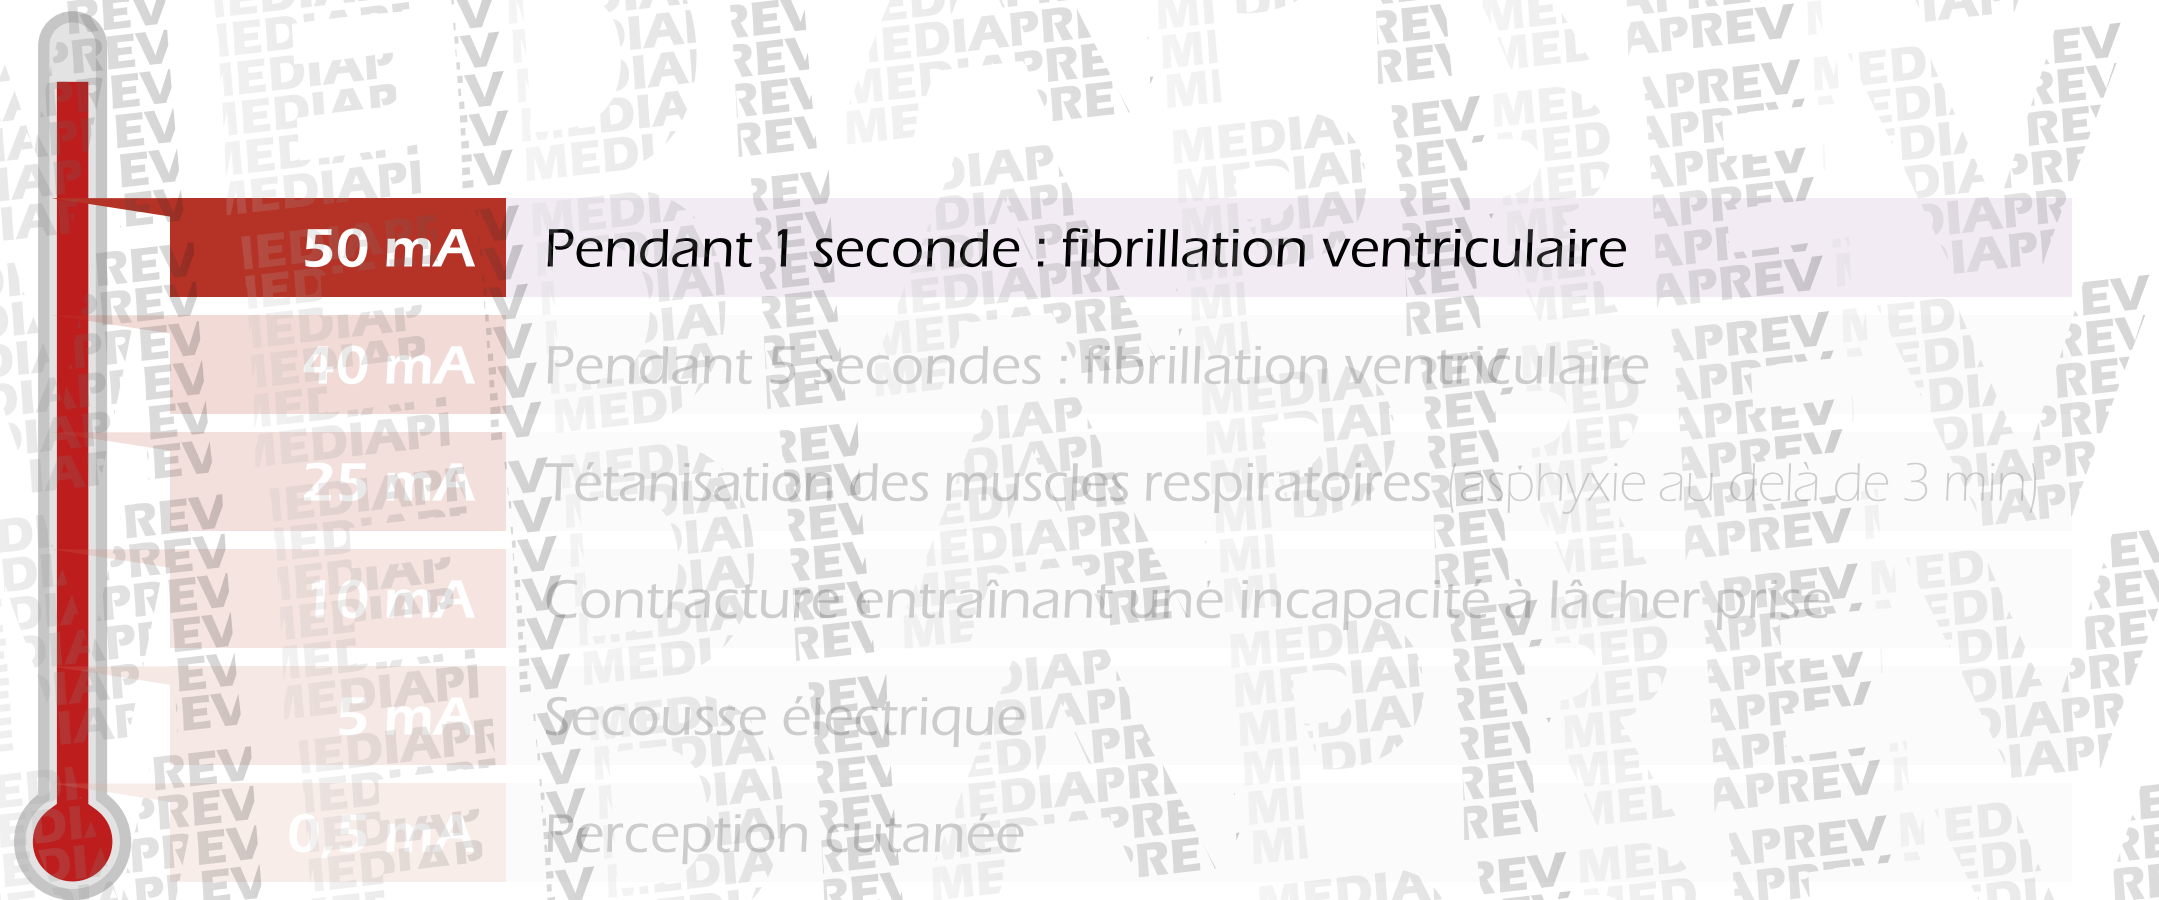 50 mA Pendant 1 seconde : fibrillation ventriculaire
40 mA Pendant 5 secondes : fibrillation ventriculaire
25 mA Tétanisation des muscles respiratoires (asphyxie au delà de 3 min)
10 mA Contracture entraînant une incapacité à lâcher prise
5 mA Secousse électrique
0,5 mA Perception cutanée